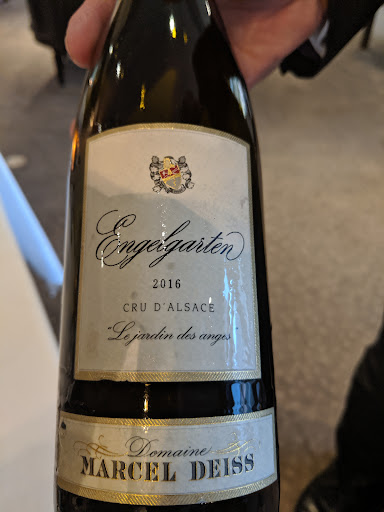 Engelgarten
2016
CRU D'ALSACE
"Le jardin des anges"
Domaine
MARCEL DEISS